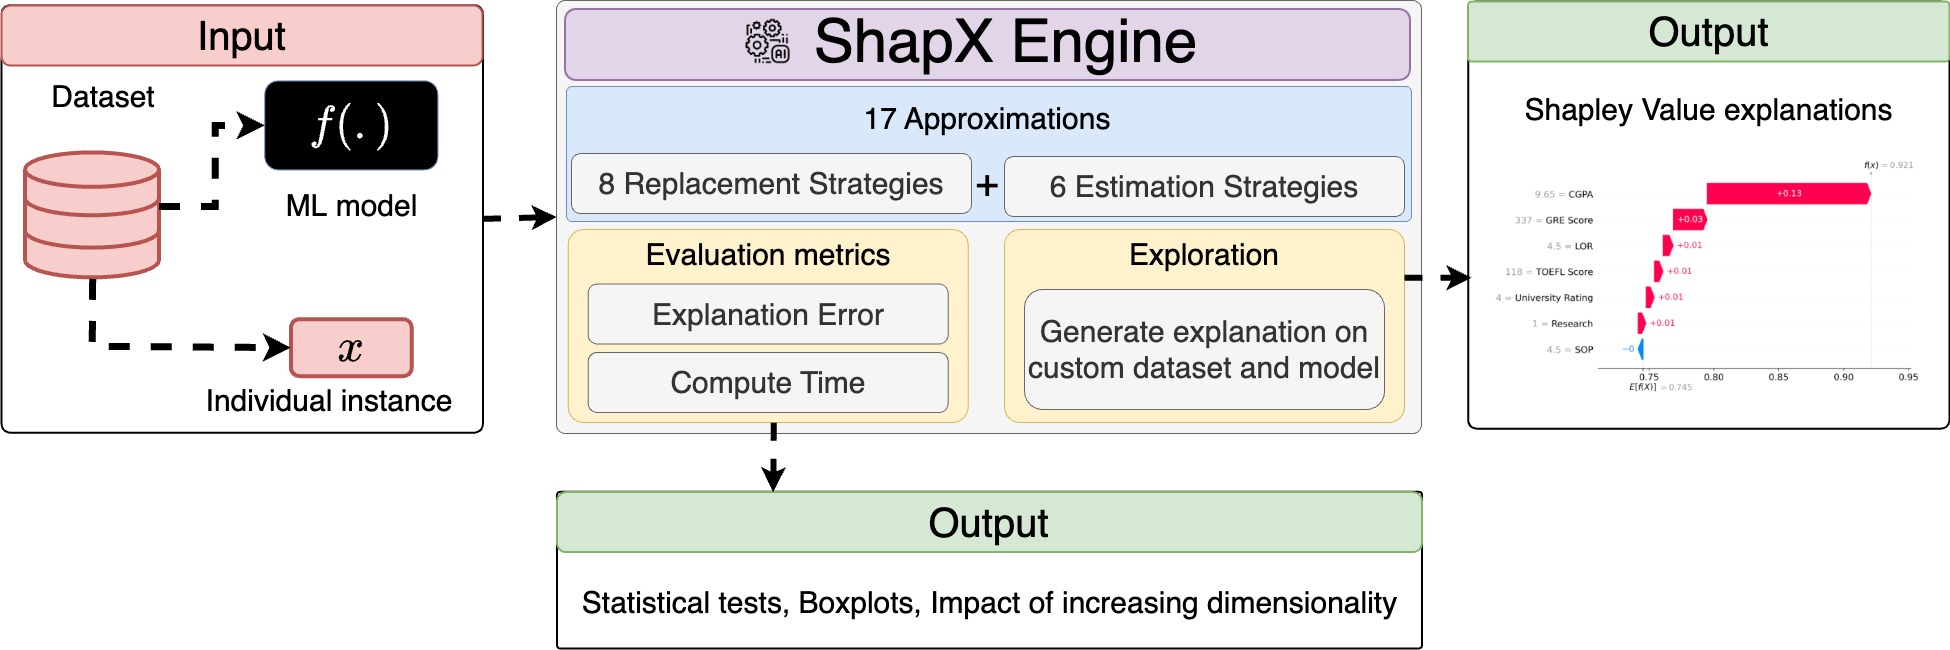 Input
Dataset
f(.)
ML model
x
Individual instance
AI
ShapX Engine
17 Approximations
8 Replacement Strategies
+
6 Estimation Strategies
Evaluation metrics
Explanation Error
Compute Time
Exploration
Generate explanation on
custom dataset and model
Output
Shapley Value explanations
f(x) = 0.921
9.65 = CGPA
+0.13
337 = GRE Score
+0.03
4.5 = LOR
+0.01
118 = TOEFL Score
+0.01
4 = University Rating
+0.01
1 = Research
+0.01
4.5 = SOP
−0
0.75 0.80 0.85 0.90 0.95
E[f(X)] = 0.745
Output
Statistical tests, Boxplots, Impact of increasing dimensionality